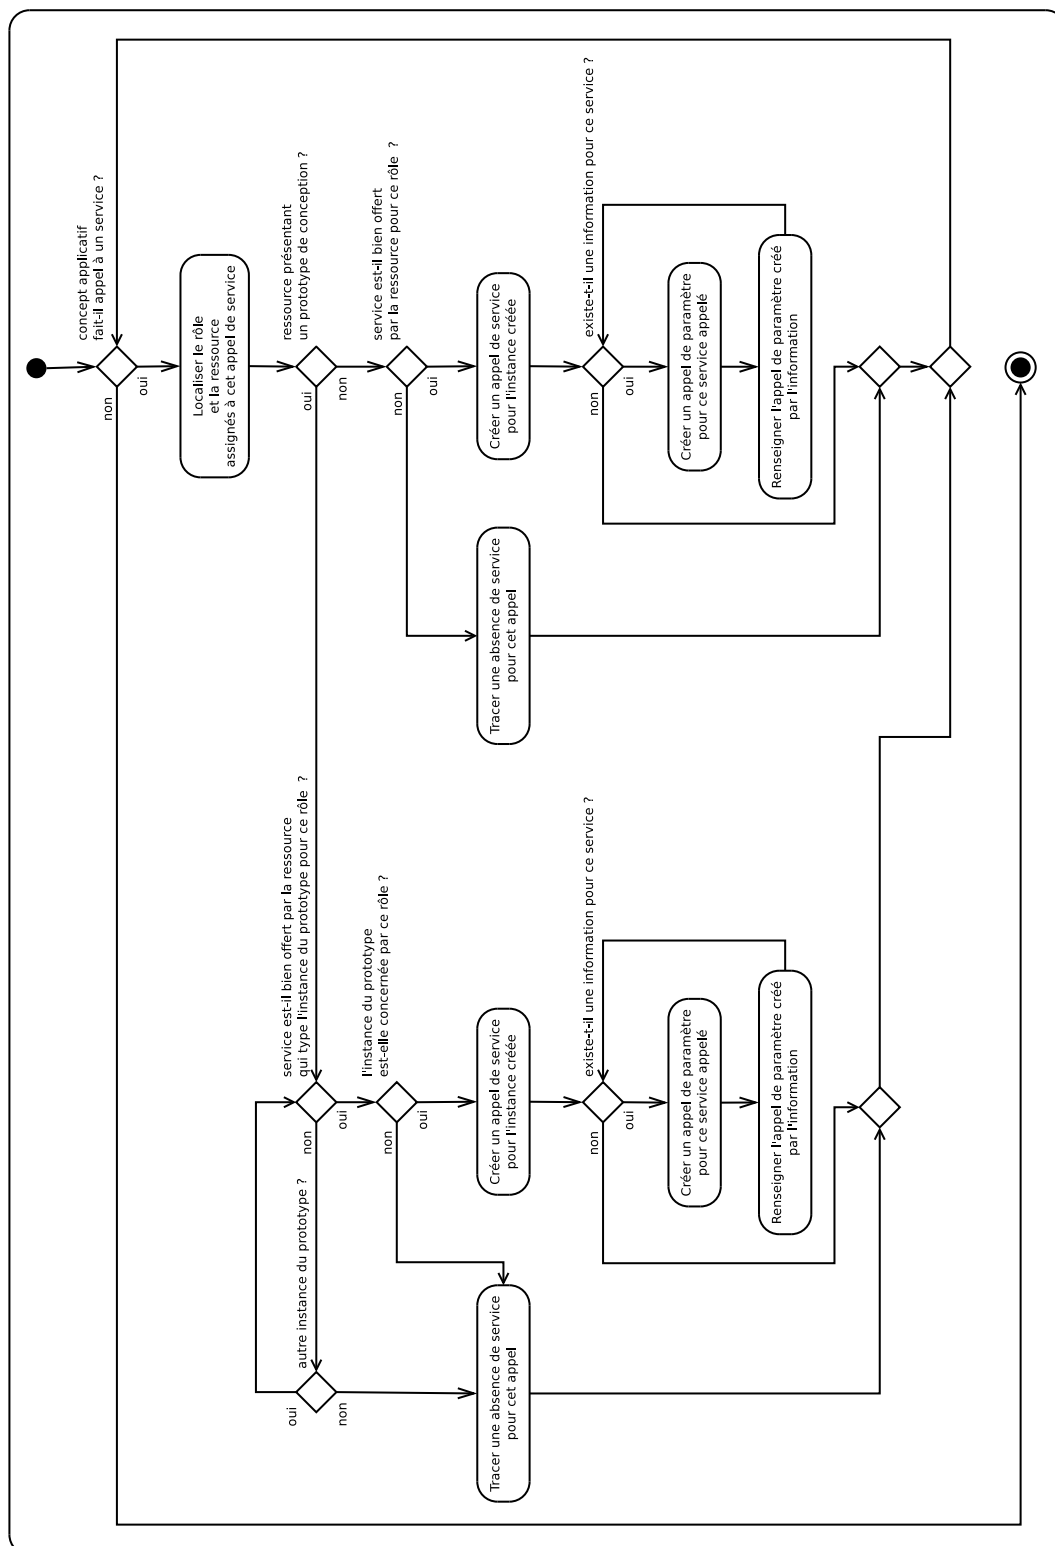 concept applicatif
fait-il appel à un service ?
non
oui
Localiser le rôle
et la ressource
assignés à cet appel de service
ressource présentant
un prototype de conception ?
oui
non
service est-il bien offert
par la ressource pour ce rôle ?
non
oui
Créer un appel de service
pour l'instance créée
existe-t-il une information pour ce service ?
non
oui
Créer un appel de paramètre
pour ce service appelé
Renseigner l'appel de paramètre créé
par l'information
Tracer une absence de service
pour cet appel
service est-il bien offert par la ressource
qui type l'instance du prototype pour ce rôle ?
non
oui
l'instance du prototype
est-elle concernée par ce rôle ?
non
oui
Créer un appel de service
pour l'instance créée
existe-t-il une information pour ce service ?
non
oui
Créer un appel de paramètre
pour ce service appelé
Renseigner l'appel de paramètre créé
par l'information
autre instance du prototype ?
oui
non
Tracer une absence de service
pour cet appel